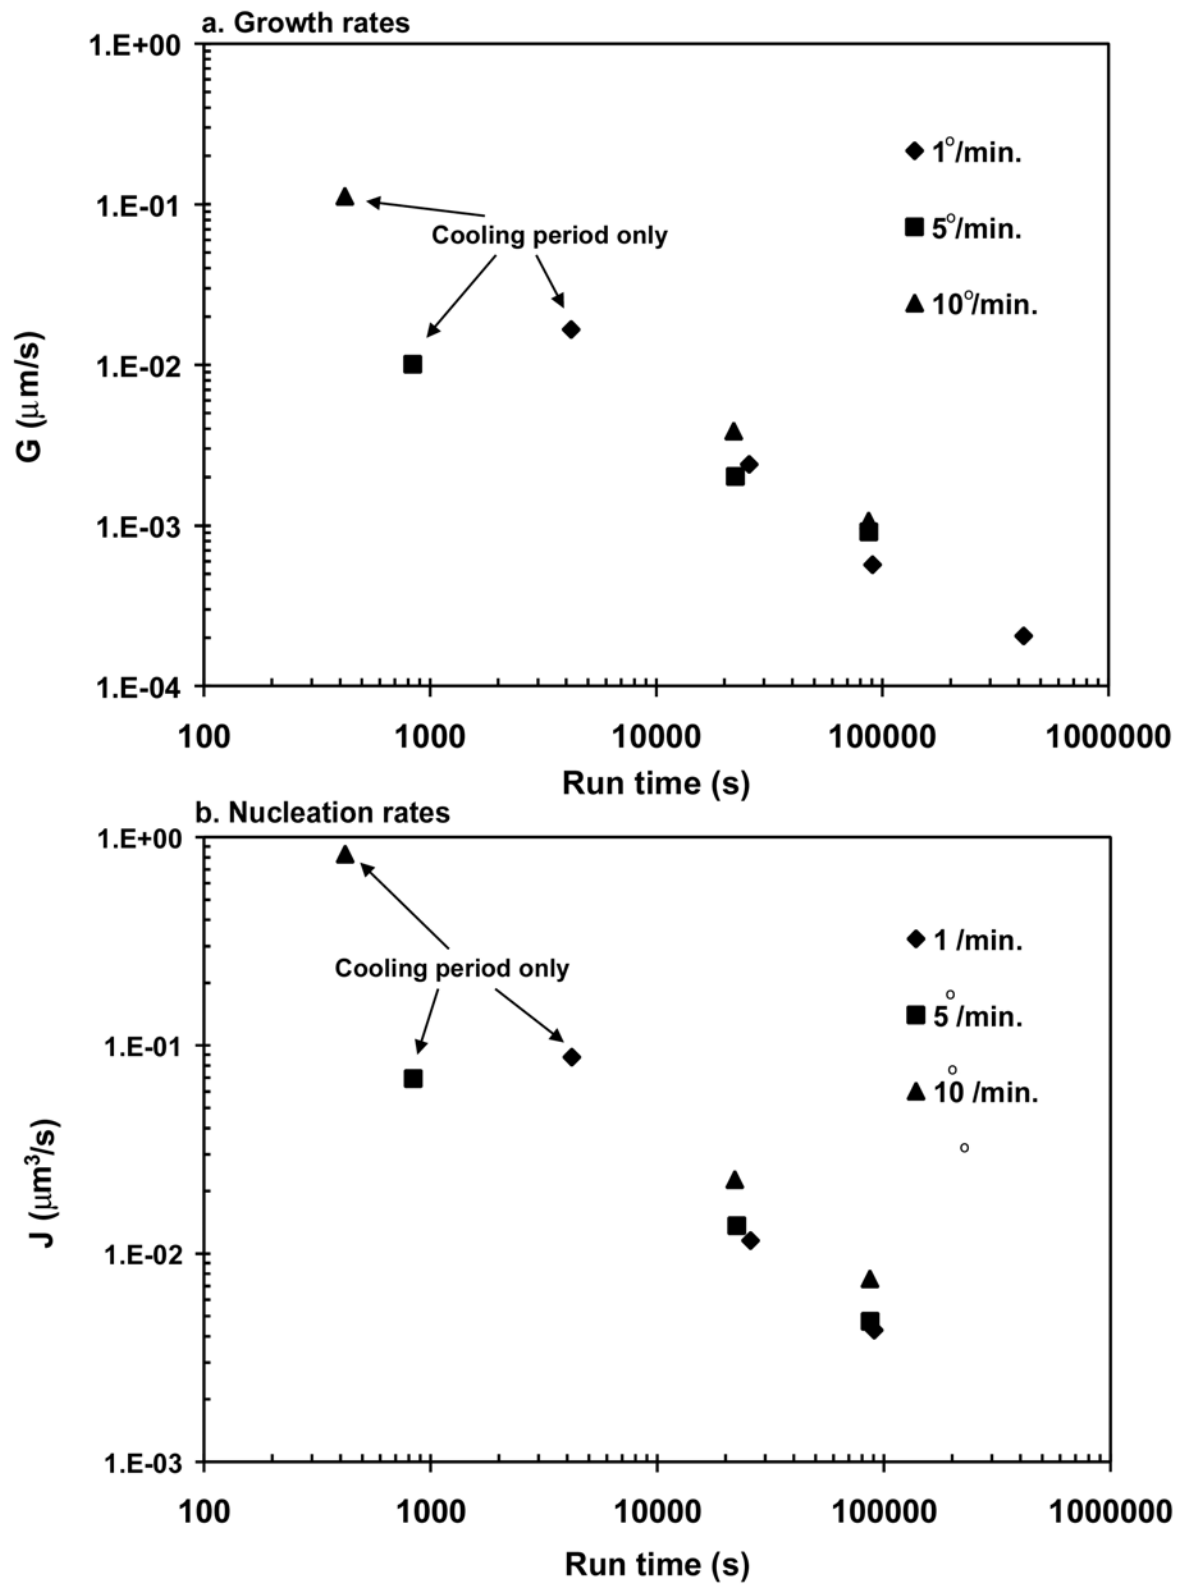 a. Growth rates
1.E+00
1°/min.
1.E-01
5°/min.
Cooling period only
10°/min.
1.E-02
G (μm/s)
1.E-03
1.E-04
100 1000 10000 100000 1000000
Run time (s)
b. Nucleation rates
1.E+00
1 /min.
Cooling period only
o
5 /min.
1.E-01
o
10 /min.
o
J (μm³/s)
1.E-02
1.E-03
100 1000 10000 100000 1000000
Run time (s)